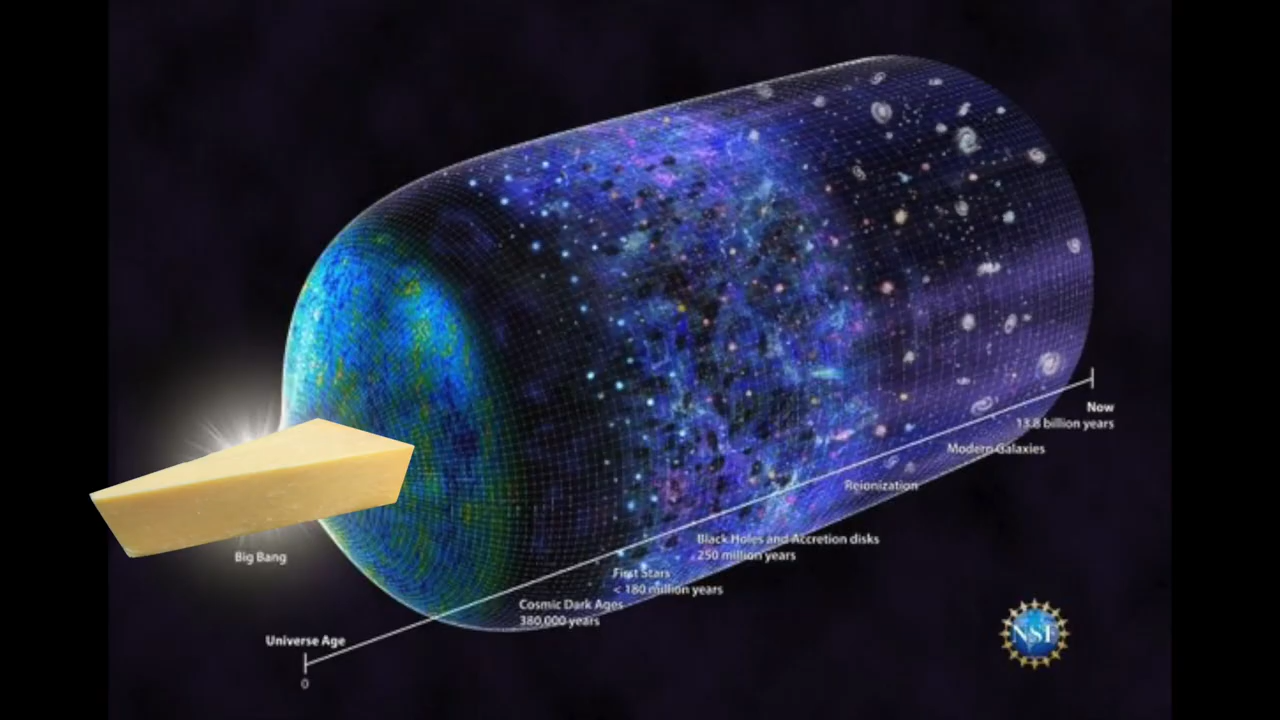 Now
13.8 billion years
Modern Galaxies
Reionization
Black Holes and Accretion disks
250 million years
First Stars
< 180 million years
Cosmic Dark Ages
380,000 years
Big Bang
Universe Age
0
NSF